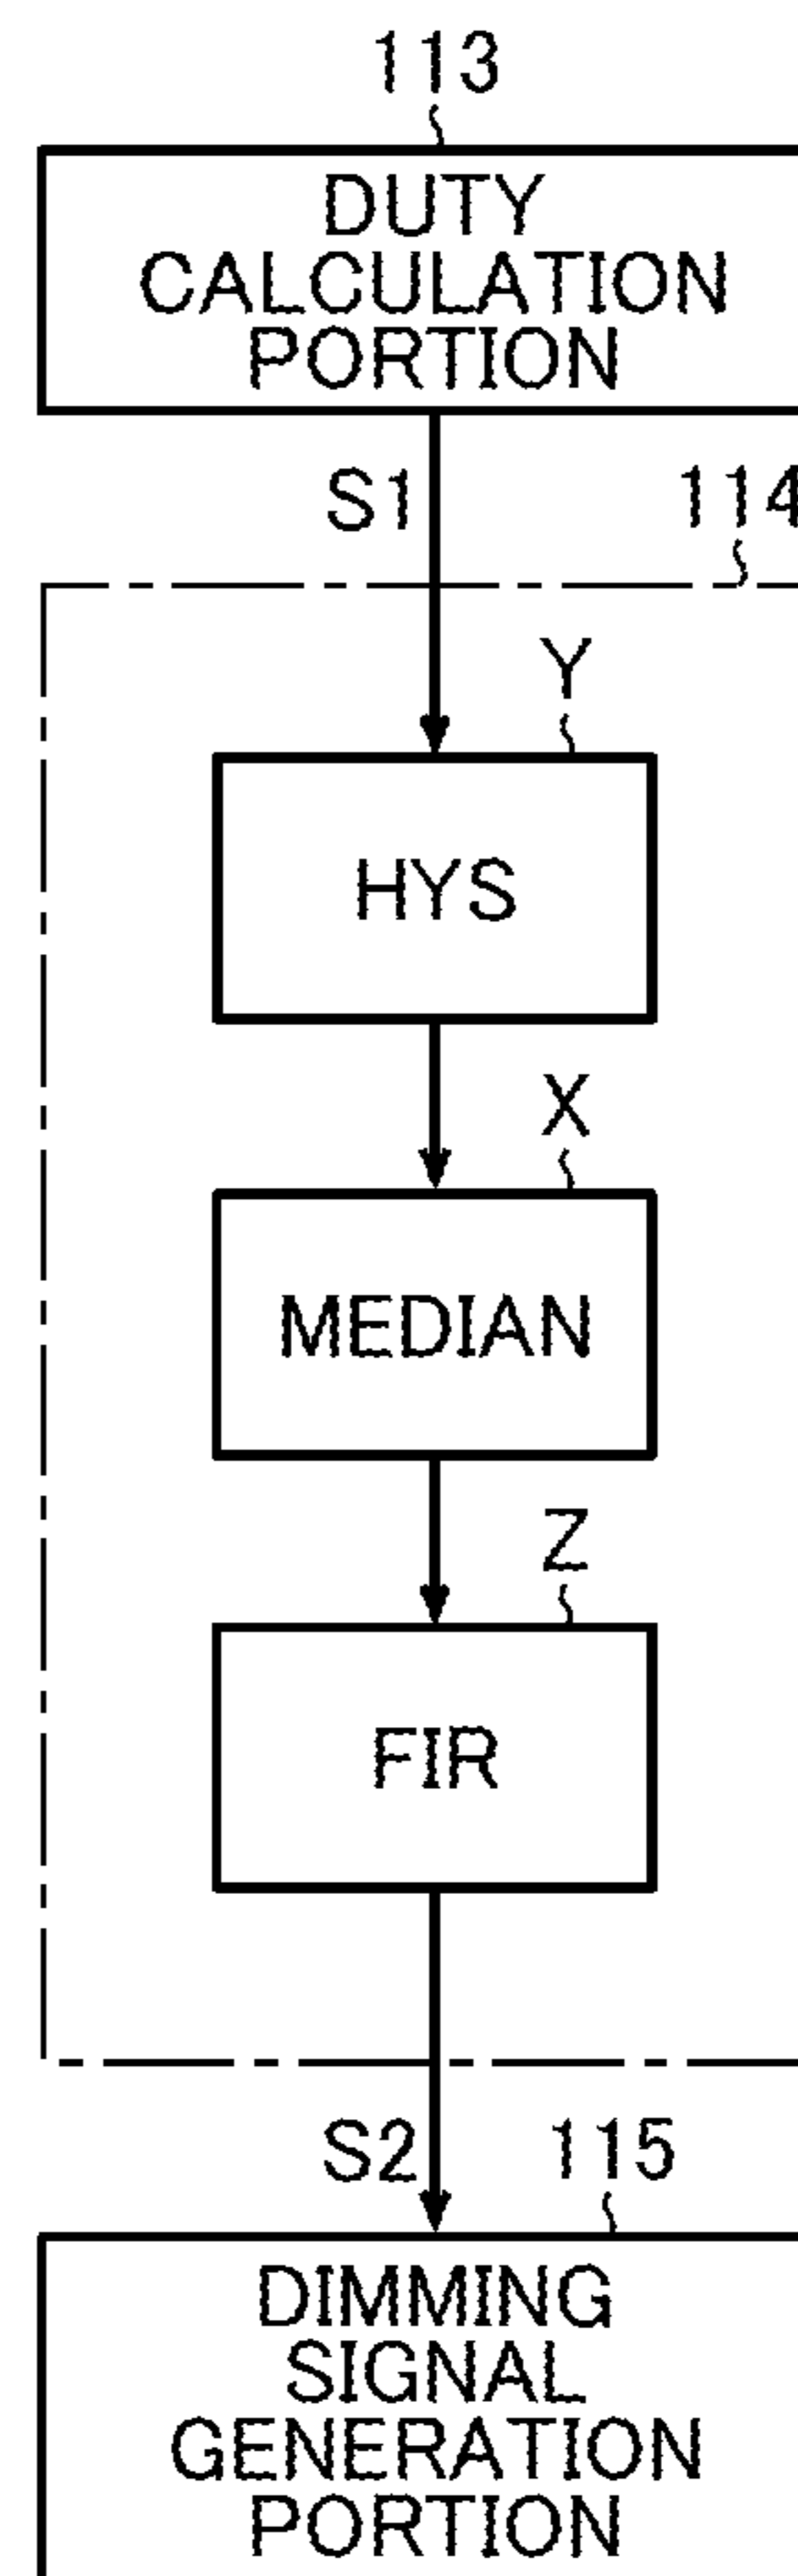 113
DUTY
CALCULATION
PORTION
S1
114
Y
HYS
X
MEDIAN
Z
FIR
S2
115
DIMMING
SIGNAL
GENERATION
PORTION